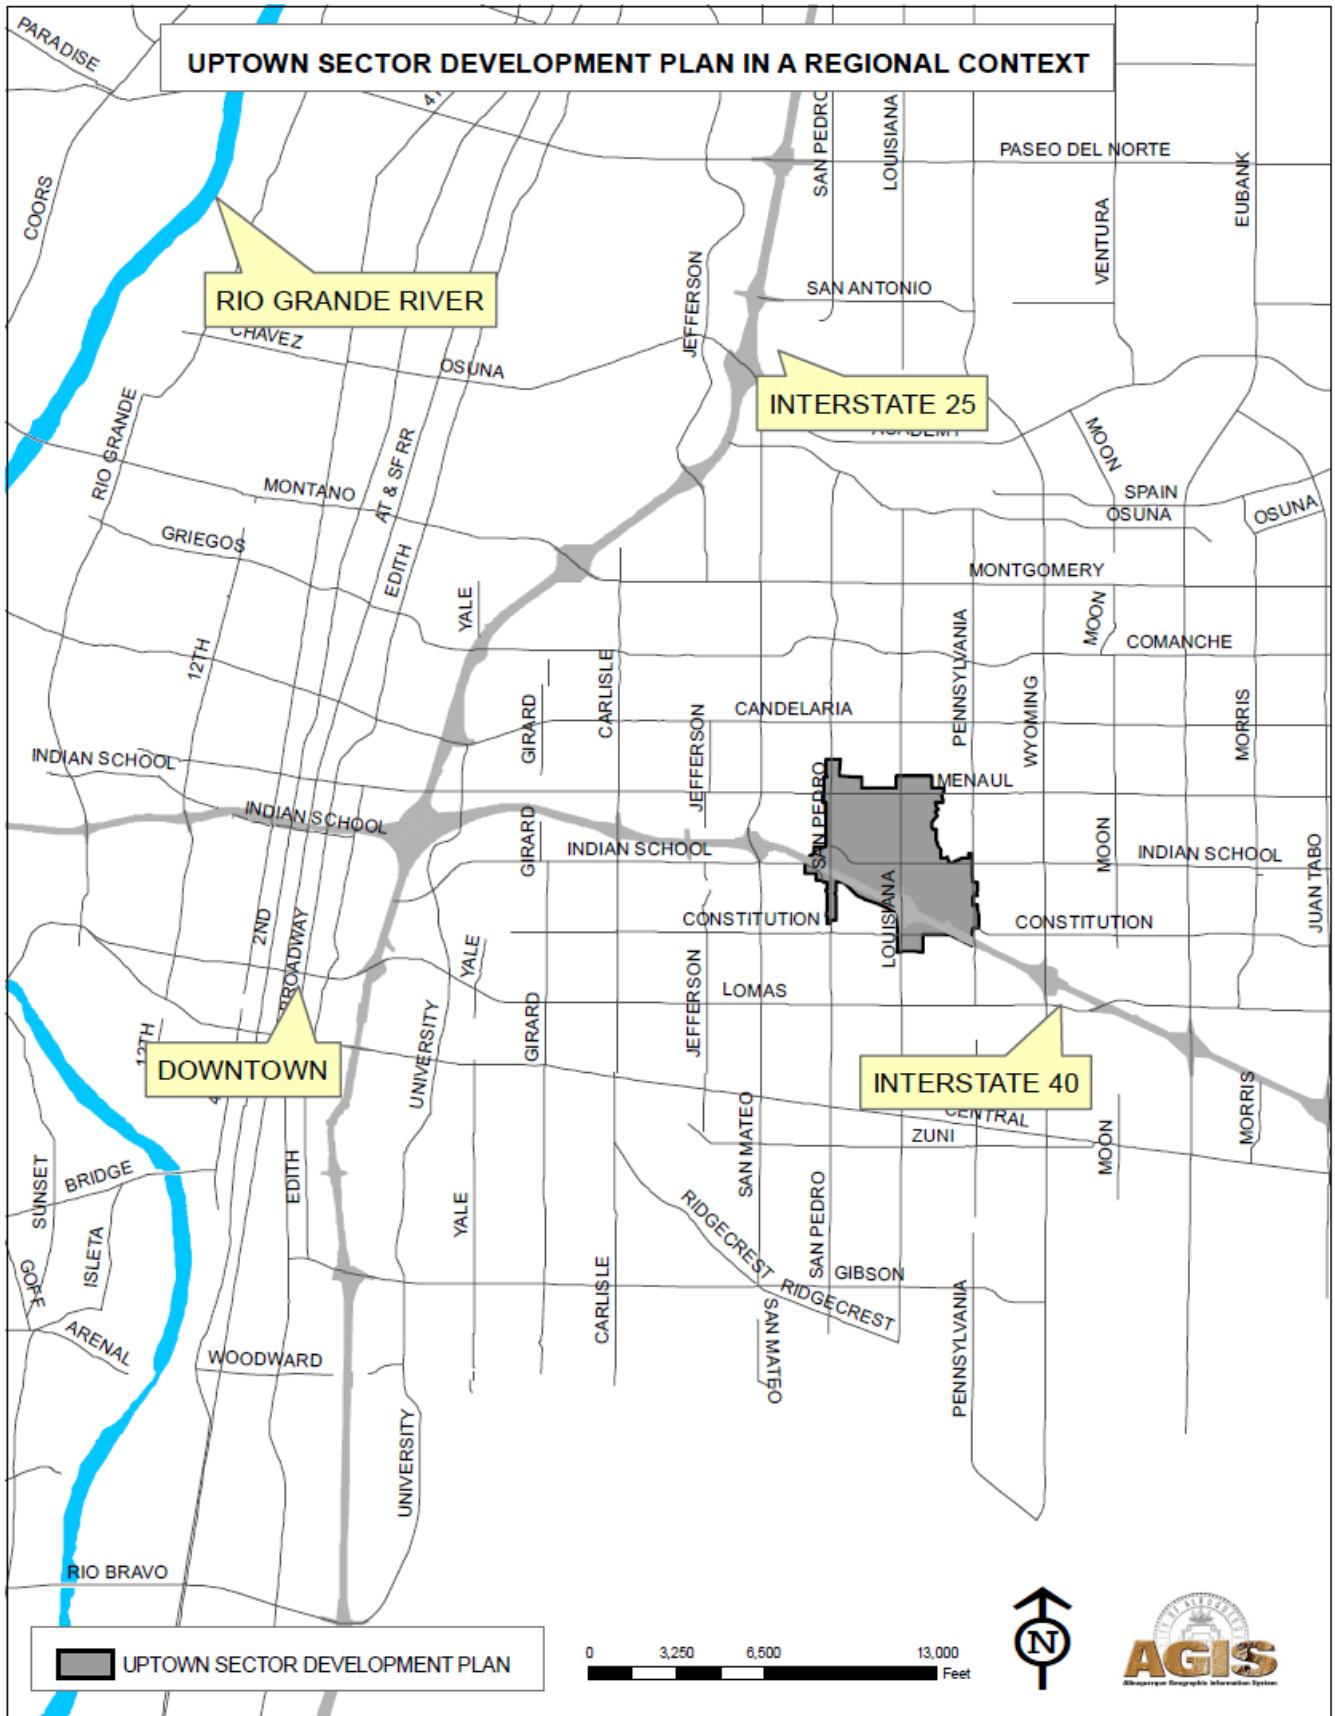 PARADISE
UPTOWN SECTOR DEVELOPMENT PLAN IN A REGIONAL CONTEXT
SAN PEDRO
LOUISIANA
PASEO DEL NORTE
EUBANK
COORS
VENTURA
RIO GRANDE RIVER
JEFFERSON
SAN ANTONIO
CHAVEZ
OSUNA
INTERSTATE 25
ACADEMY
RIO GRANDE
AT & SF RR
MOON
MONTANO
SPAIN
OSUNA
OSUNA
GRIEGOS
EDITH
MONTGOMERY
YALE
MOON
12TH
CARLISLE
PENNSYLVANIA
COMANCHE
GIRARD
JEFFERSON
CANDELARIA
WYOMING
MORRIS
INDIAN SCHOOL
SAN PEDRO
MENAUL
INDIAN SCHOOL
GIRARD
INDIAN SCHOOL
MOON
INDIAN SCHOOL
JUAN TABO
2ND
BROADWAY
CONSTITUTION
LOUISIANA
CONSTITUTION
YALE
JEFFERSON
LOMAS
GIRARD
UNIVERSITY
12TH
DOWNTOWN
INTERSTATE 40
4
CENTRAL
ZUNI
MORRIS
SAN MATEO
MOON
SUNSET
BRIDGE
EDITH
YALE
ISLETA
RIDGECREST
SAN PEDRO
GOFF
CARLISLE
GIBSON
RIDGECREST
PENNSYLVANIA
SAN MATEO
ARENAL
WOODWARD
UNIVERSITY
RIO BRAVO
UPTOWN SECTOR DEVELOPMENT PLAN
0 3,250 6,500 13,000
Feet
N
AGIS
Albuquerque Geographic Information System